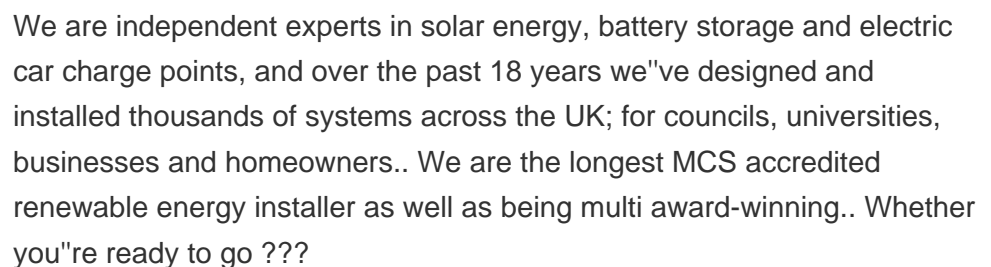 We are independent experts in solar energy, battery storage and electric
car charge points, and over the past 18 years we"ve designed and
installed thousands of systems across the UK; for councils, universities,
businesses and homeowners.. We are the longest MCS accredited
renewable energy installer as well as being multi award-winning.. Whether
you"re ready to go ???